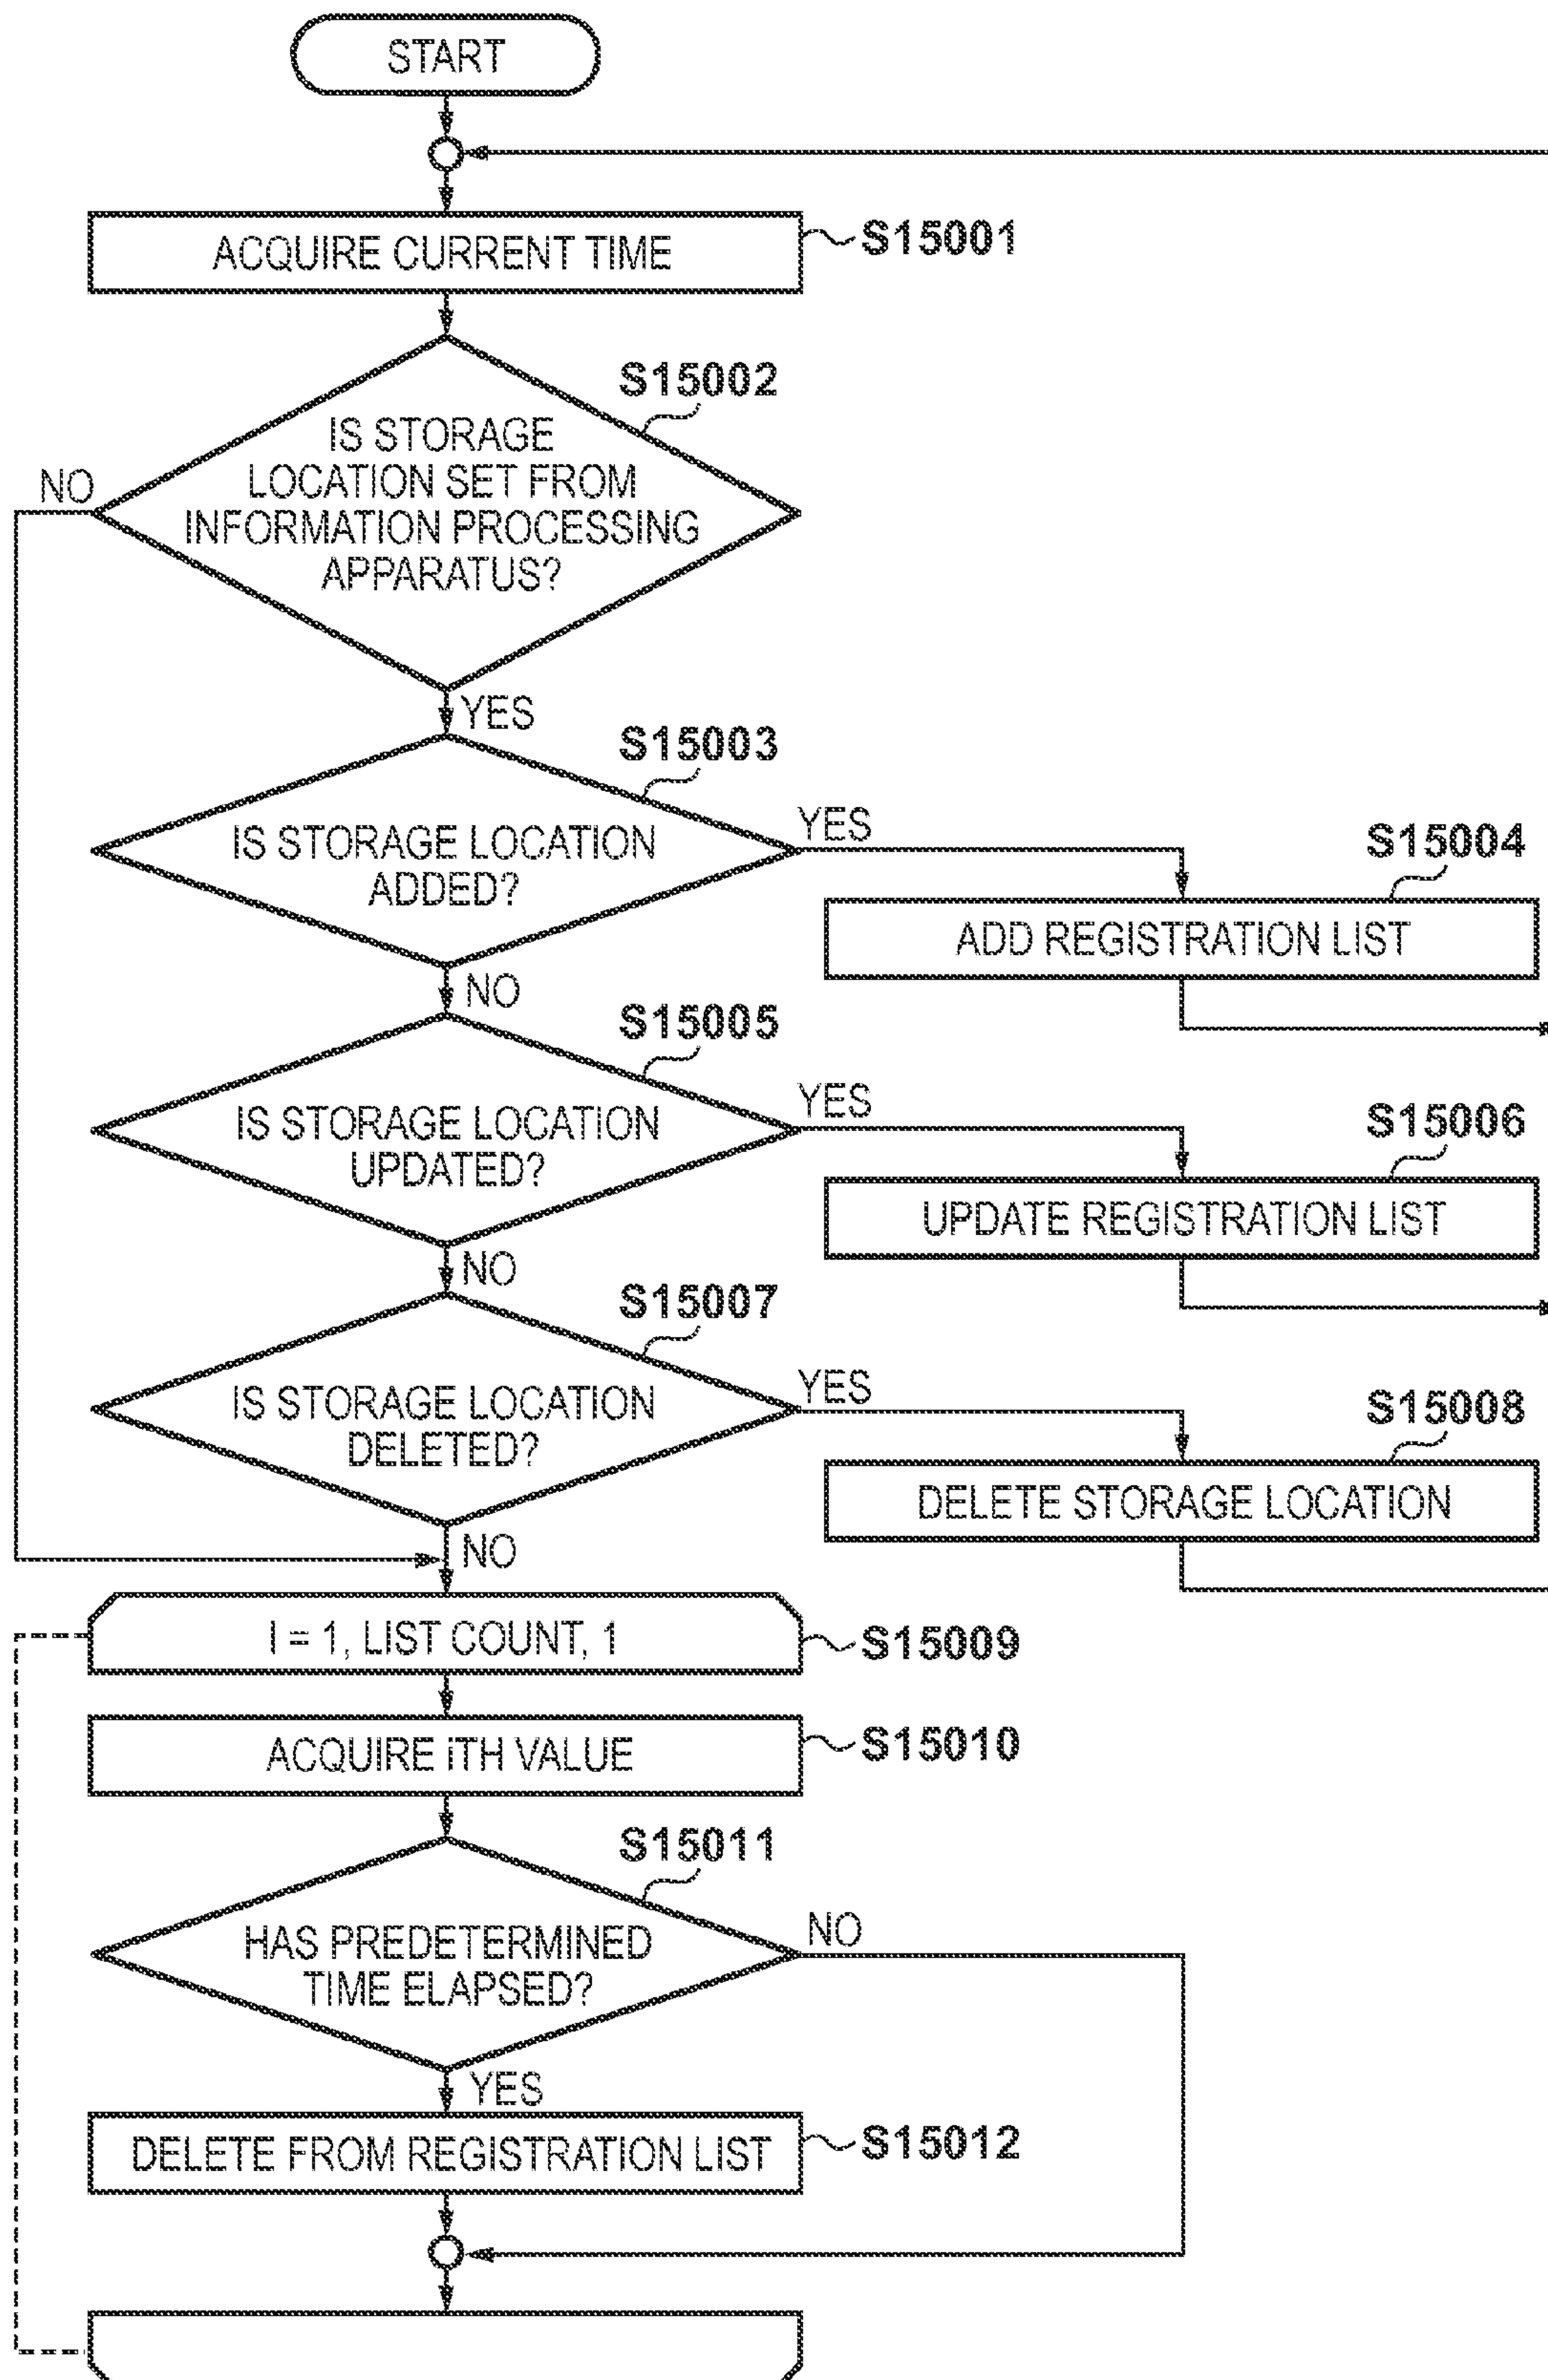 START
ACQUIRE CURRENT TIME
S15001
S15002
IS STORAGE
LOCATION SET FROM
INFORMATION PROCESSING
APPARATUS?
NO
YES
S15003
IS STORAGE LOCATION
ADDED?
YES
S15004
ADD REGISTRATION LIST
NO
S15005
IS STORAGE LOCATION
UPDATED?
YES
S15006
UPDATE REGISTRATION LIST
NO
S15007
IS STORAGE LOCATION
DELETED?
YES
S15008
DELETE STORAGE LOCATION
NO
I = 1, LIST COUNT, 1
S15009
ACQUIRE iTH VALUE
S15010
S15011
HAS PREDETERMINED
TIME ELAPSED?
NO
YES
DELETE FROM REGISTRATION LIST
S15012